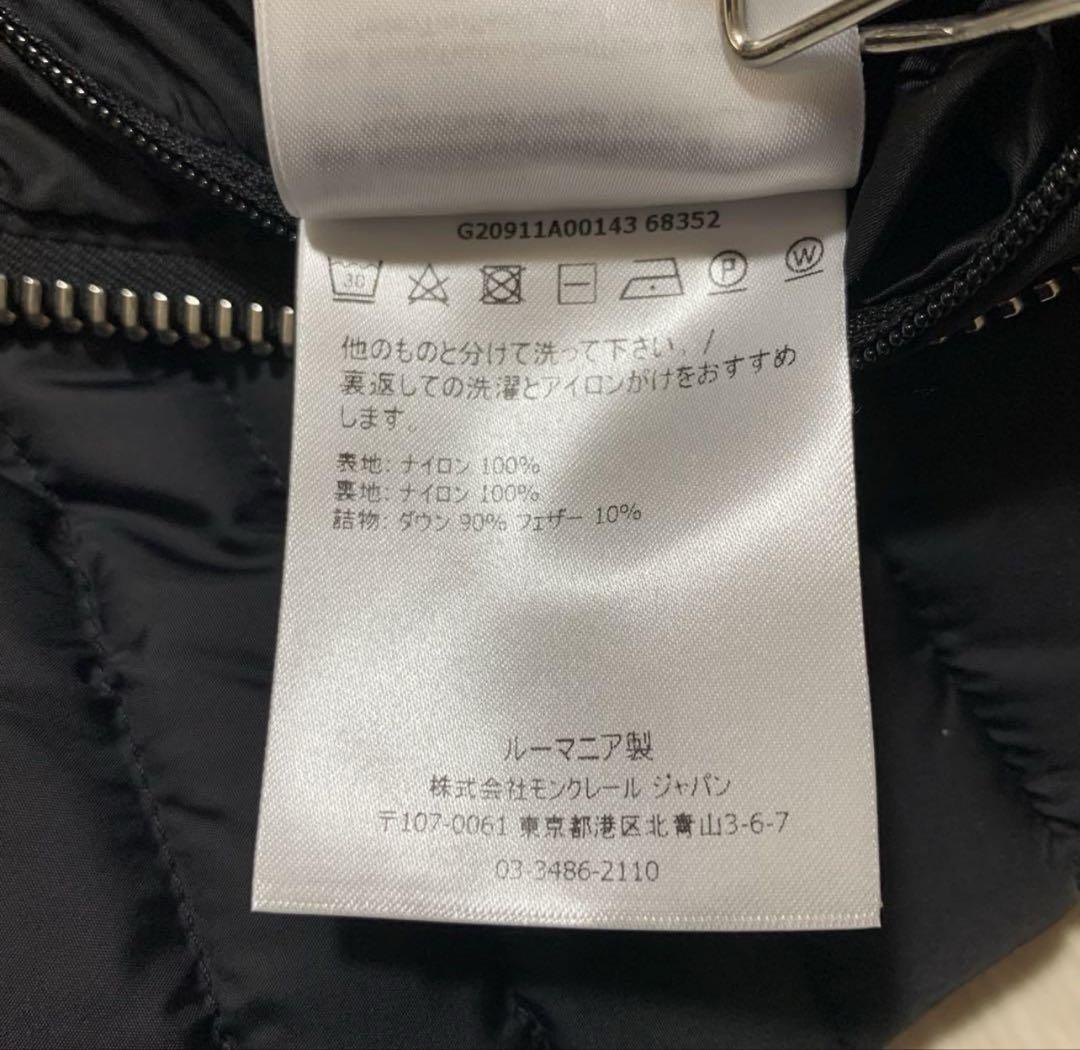 G20911A00143 68352
30
P
W
他のものと分けて洗って下さい. /
裏返しての洗濯とアイロンがけをおすすめ
します。
表地: ナイロン 100%
裏地: ナイロン 100%
詰物: ダウン 90% フェザー 10%
ルーマニア製
株式会社モンクレール ジャパン
〒107-0061 東京都港区北青山3-6-7
03-3486-2110